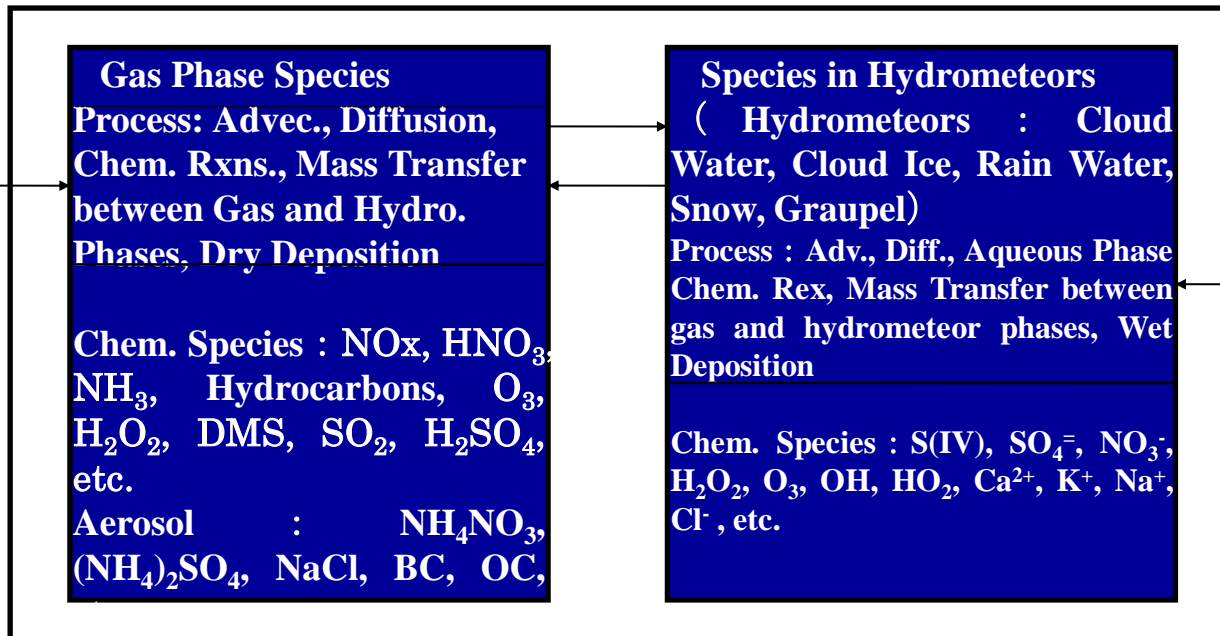 Gas Phase Species
Process: Advec., Diffusion,
Chem. Rxns., Mass Transfer
between Gas and Hydro.
Phases, Dry Deposition
Chem. Species : NOx, HNO₃,
NH₃, Hydrocarbons, O₃,
H₂O₂, DMS, SO₂, H₂SO₄,
etc.
Aerosol : NH₄NO₃,
(NH₄)₂SO₄, NaCl, BC, OC,
Species in Hydrometeors
( Hydrometeors : Cloud
Water, Cloud Ice, Rain Water,
Snow, Graupel)
Process : Adv., Diff., Aqueous Phase
Chem. Rex, Mass Transfer between
gas and hydrometeor phases, Wet
Deposition
Chem. Species : S(IV), SO₄⁼, NO₃⁻,
H₂O₂, O₃, OH, HO₂, Ca²⁺, K⁺, Na⁺,
Cl⁻ , etc.